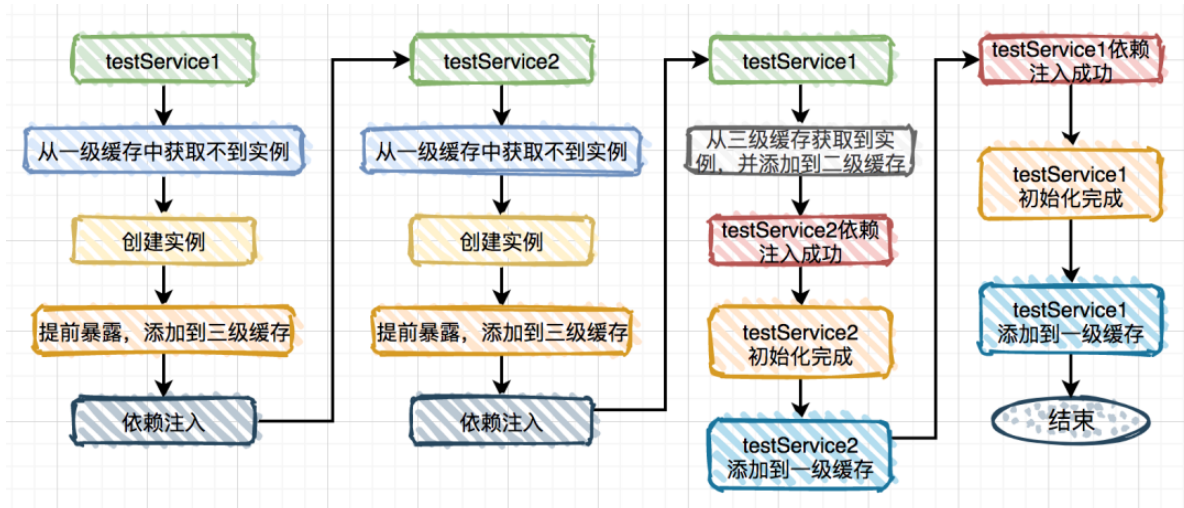 testService1
从一级缓存中获取不到实例
创建实例
提前暴露，添加到三级缓存
依赖注入
testService2
从一级缓存中获取不到实例
创建实例
提前暴露，添加到三级缓存
依赖注入
testService1
从三级缓存获取到实
例，并添加到二级缓存
testService2依赖
注入成功
testService2
初始化完成
testService2
添加到一级缓存
testService1依赖
注入成功
testService1
初始化完成
testService1
添加到一级缓存
结束